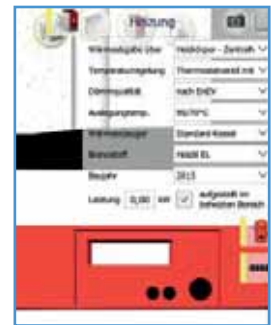 Heizung
Wärmeabgabe über Heizkörper - Zentralh
Temperaturregelung Thermostatventil mit
Dämmqualität nach EnEV
Auslegungstemp. 90/70°C
Wärmeerzeuger Standard-Kessel
Brennstoff Heizöl EL
Baujahr 2015
Leistung 0,00 kW aufgestellt im
beheizten Bereich